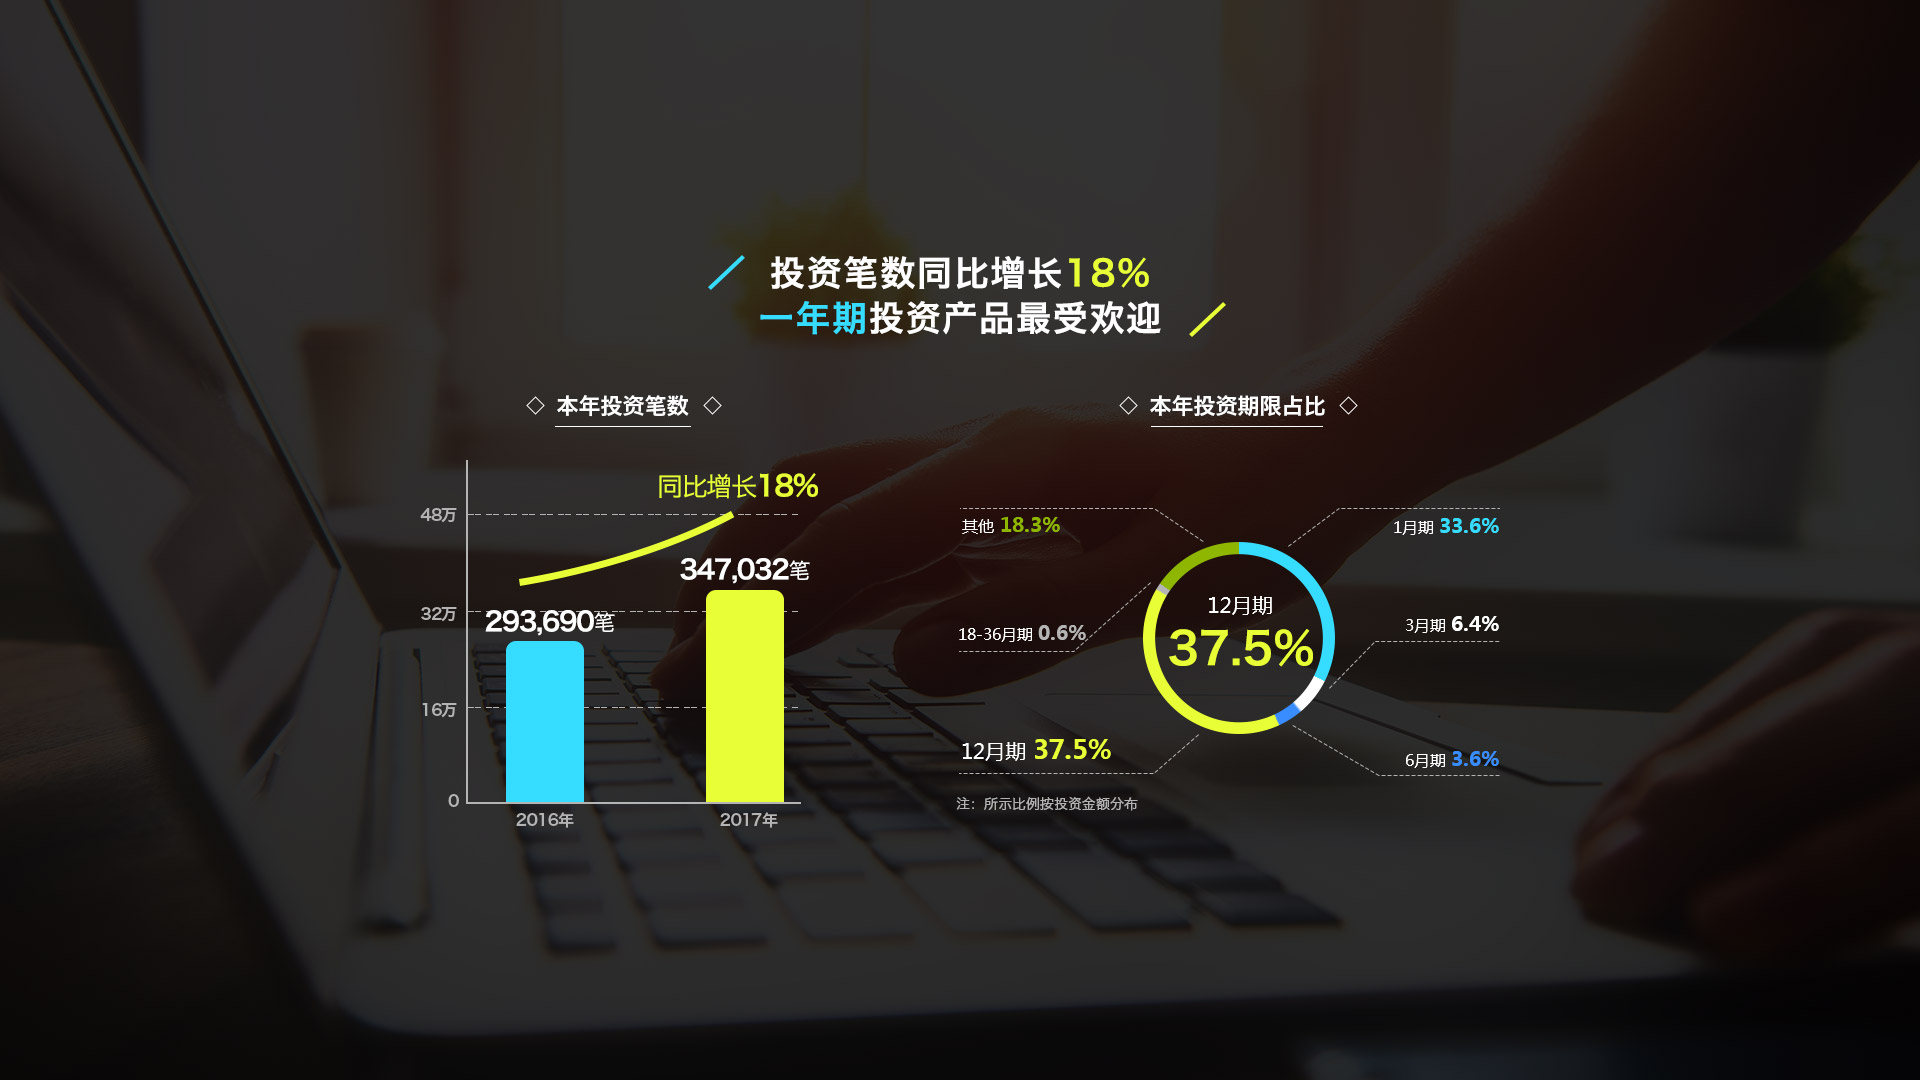 投资笔数同比增长18%
一年期投资产品最受欢迎
本年投资笔数
同比增长18%
48万
347,032笔
32万
293,690笔
16万
0
2016年
2017年
本年投资期限占比
其他 18.3%
1月期 33.6%
12月期
37.5%
3月期 6.4%
18-36月期 0.6%
12月期 37.5%
6月期 3.6%
注：所示比例按投资金额分布